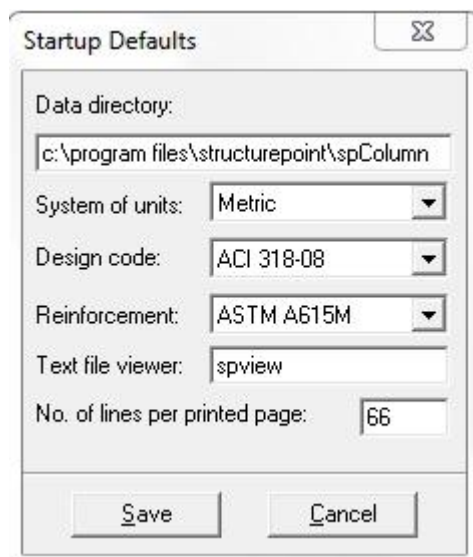 Startup Defaults
Data directory:
c:\program files\structurepoint\spColumn
System of units: Metric
Design code: ACI 318-08
Reinforcement: ASTM A615M
Text file viewer: spview
No. of lines per printed page: 66
Save Cancel